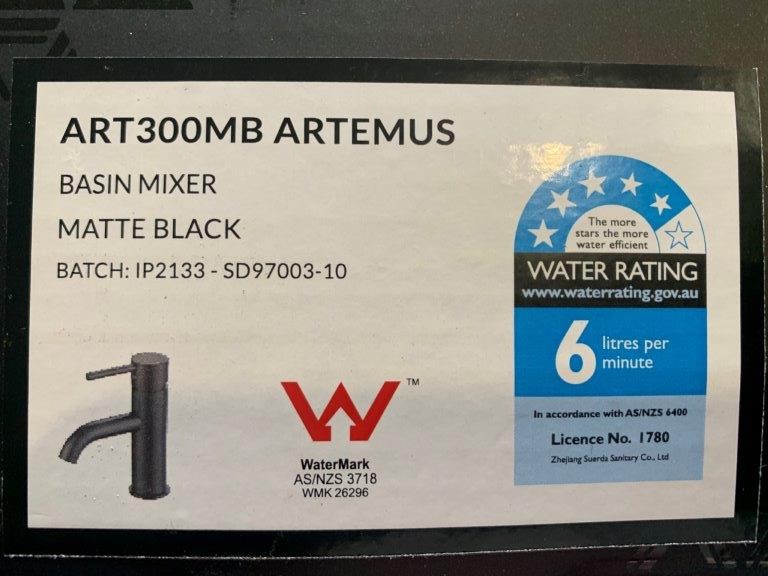 ART300MB ARTEMUS
BASIN MIXER
MATTE BLACK
BATCH: IP2133 - SD97003-10
WaterMark
AS/NZS 3718
WMK 26296
TM
The more
stars the more
water efficient
WATER RATING
www.waterrating.gov.au
6 litres per
minute
In accordance with AS/NZS 6400
Licence No. 1780
Zhejiang Suerda Sanitary Co., Ltd